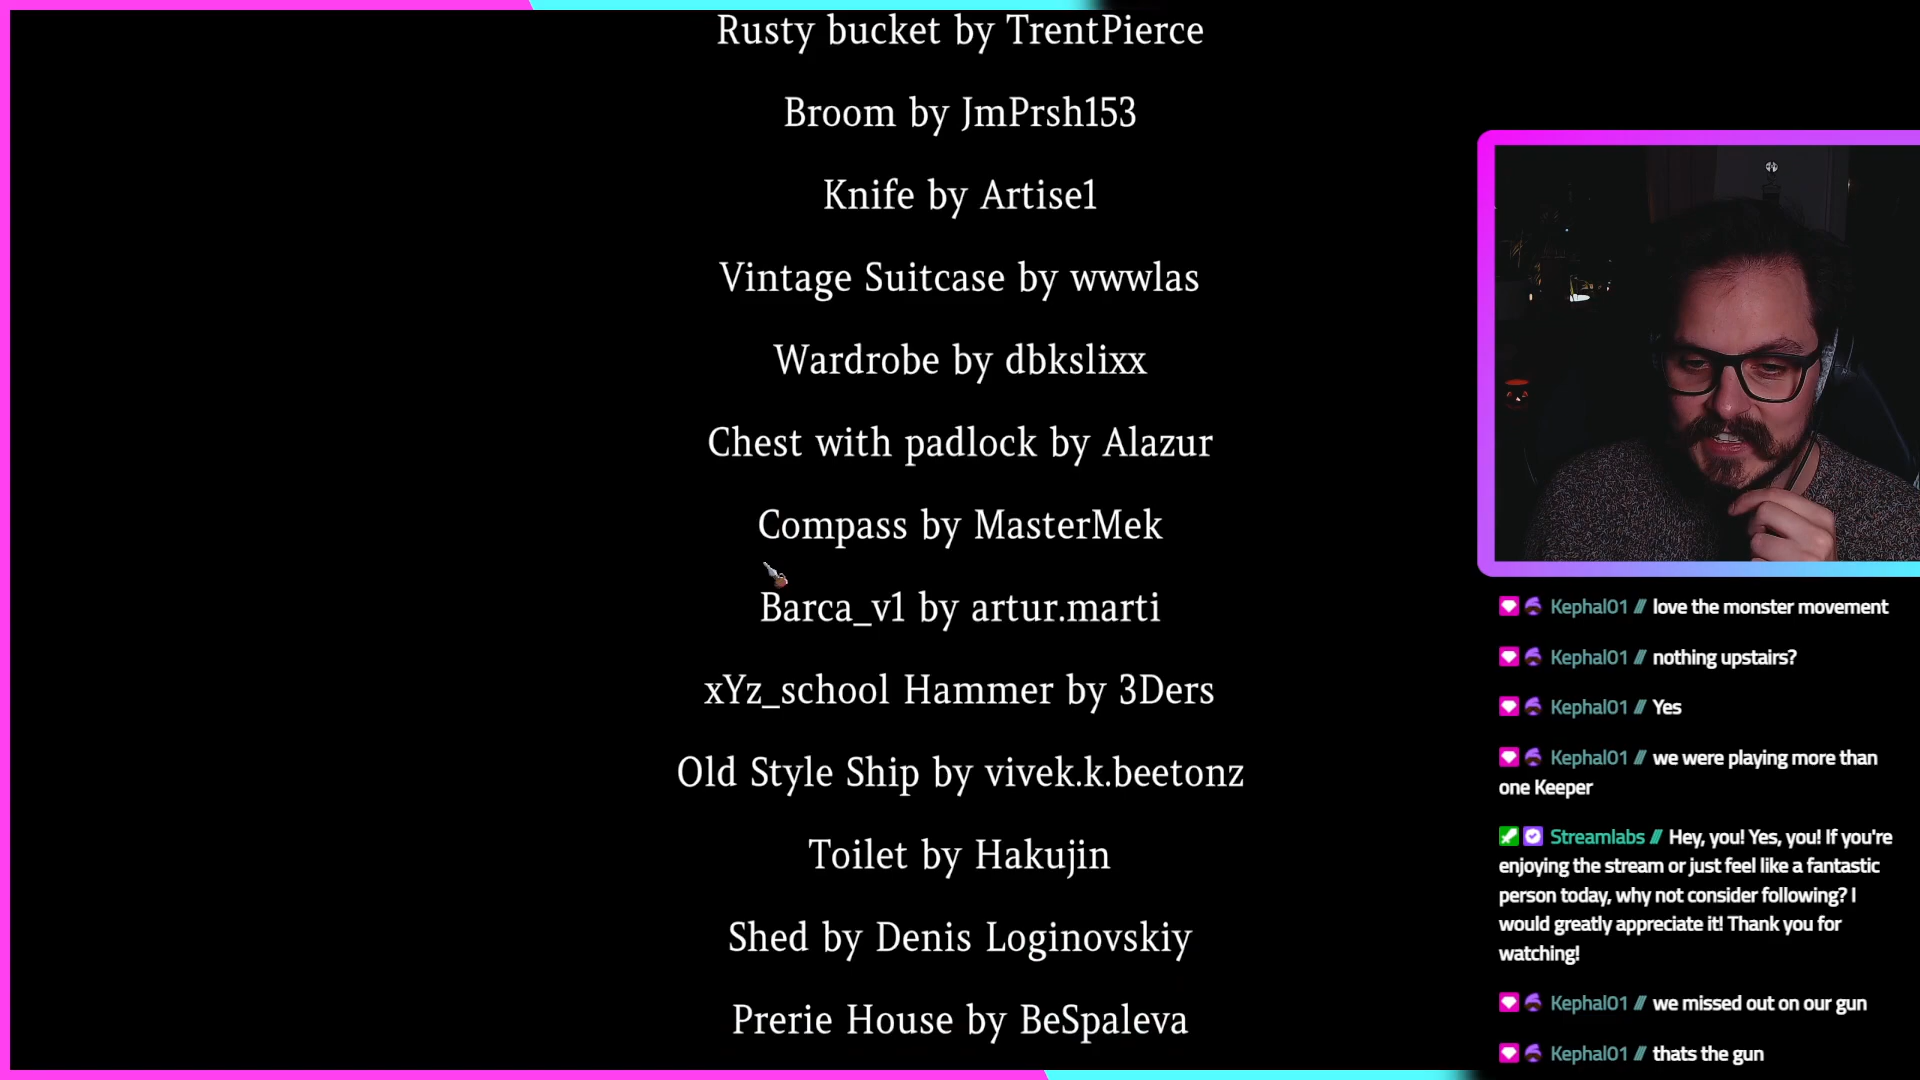 Rusty bucket by TrentPierce
Broom by JmPrsh153
Knife by Artise1
Vintage Suitcase by wwwlas
Wardrobe by dbkslixx
Chest with padlock by Alazur
Compass by MasterMek
Barca_v1 by artur.marti
xYz_school Hammer by 3Ders
Old Style Ship by vivek.k.beetonz
Toilet by Hakujin
Shed by Denis Loginovskiy
Prerie House by BeSpaleva
Kephal01 // love the monster movement
Kephal01 // nothing upstairs?
Kephal01 // Yes
Kephal01 // we were playing more than
one Keeper
Streamlabs // Hey, you! Yes, you! If you're
enjoying the stream or just feel like a fantastic
person today, why not consider following? I
would greatly appreciate it! Thank you for
watching!
Kephal01 // we missed out on our gun
Kephal01 // thats the gun